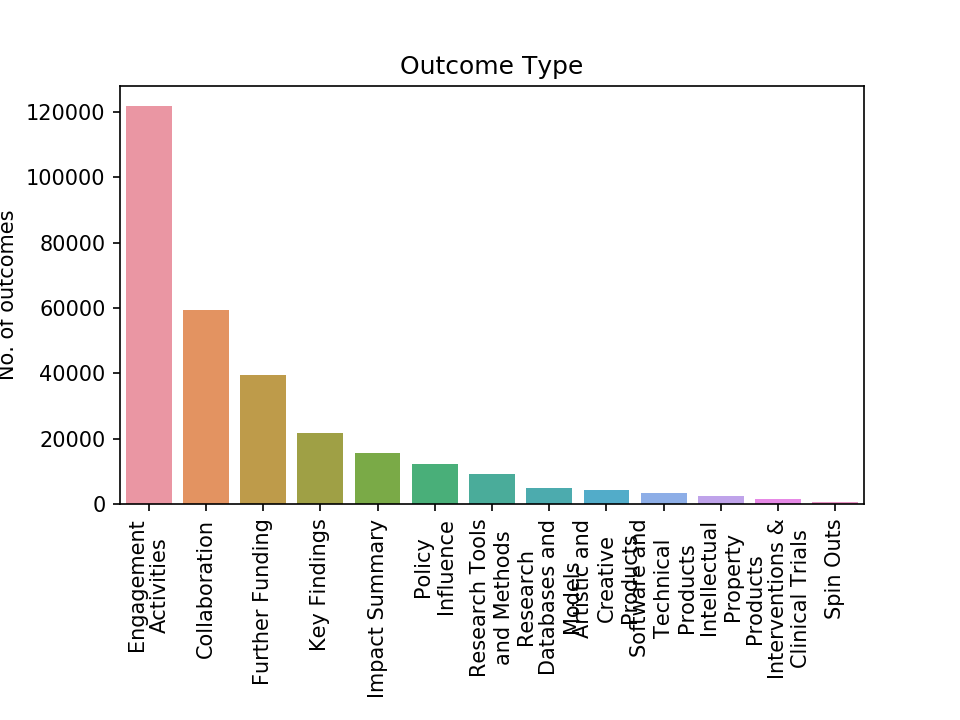 Outcome Type
No. of outcomes
120000
100000
80000
60000
40000
20000
0
Engagement
Activities
Collaboration
Further Funding
Key Findings
Impact Summary
Policy
Influence
Research Tools
and Methods
Research
Databases and
Models
Artistic and
Creative
Products
Software and
Technical
Products
Intellectual
Property
Products
Interventions &
Clinical Trials
Spin Outs